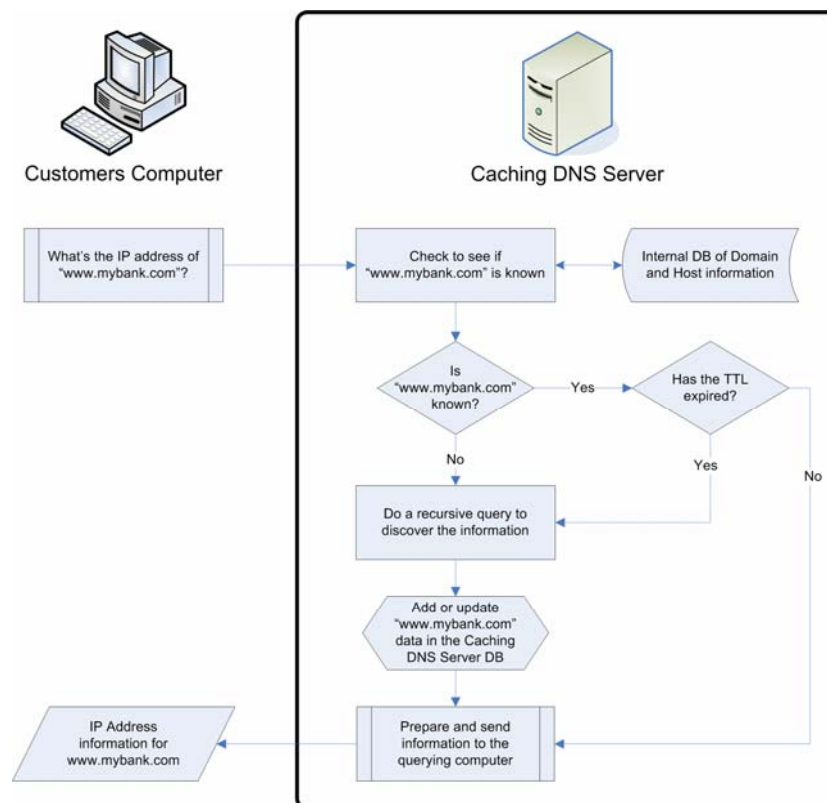 Customers Computer
Caching DNS Server
What's the IP address of
“www.mybank.com”?
Check to see if
“www.mybank.com” is known
Internal DB of Domain
and Host information
Is
“www.mybank.com”
known?
Yes
Has the TTL
expired?
No
Yes
No
Do a recursive query to
discover the information
Add or update
“www.mybank.com”
data in the Caching
DNS Server DB
IP Address
information for
www.mybank.com
Prepare and send
information to the
querying computer